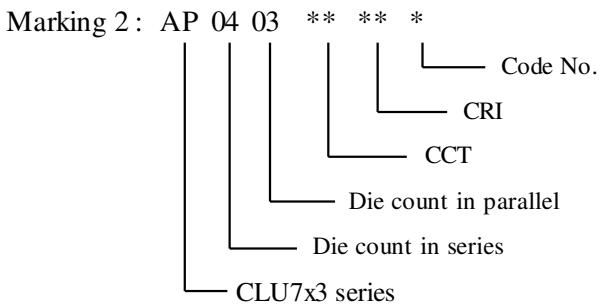 Marking 2 : AP 04 03 ** ** *
Code No.
CRI
CCT
Die count in parallel
Die count in series
CLU7x3 series